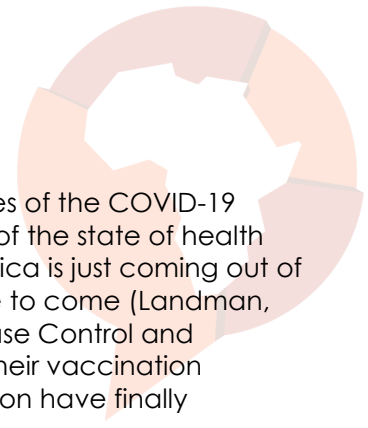 es of the COVID-19
of the state of health
ica is just coming out of
e to come (Landman,
ase Control and
heir vaccination
on have finally